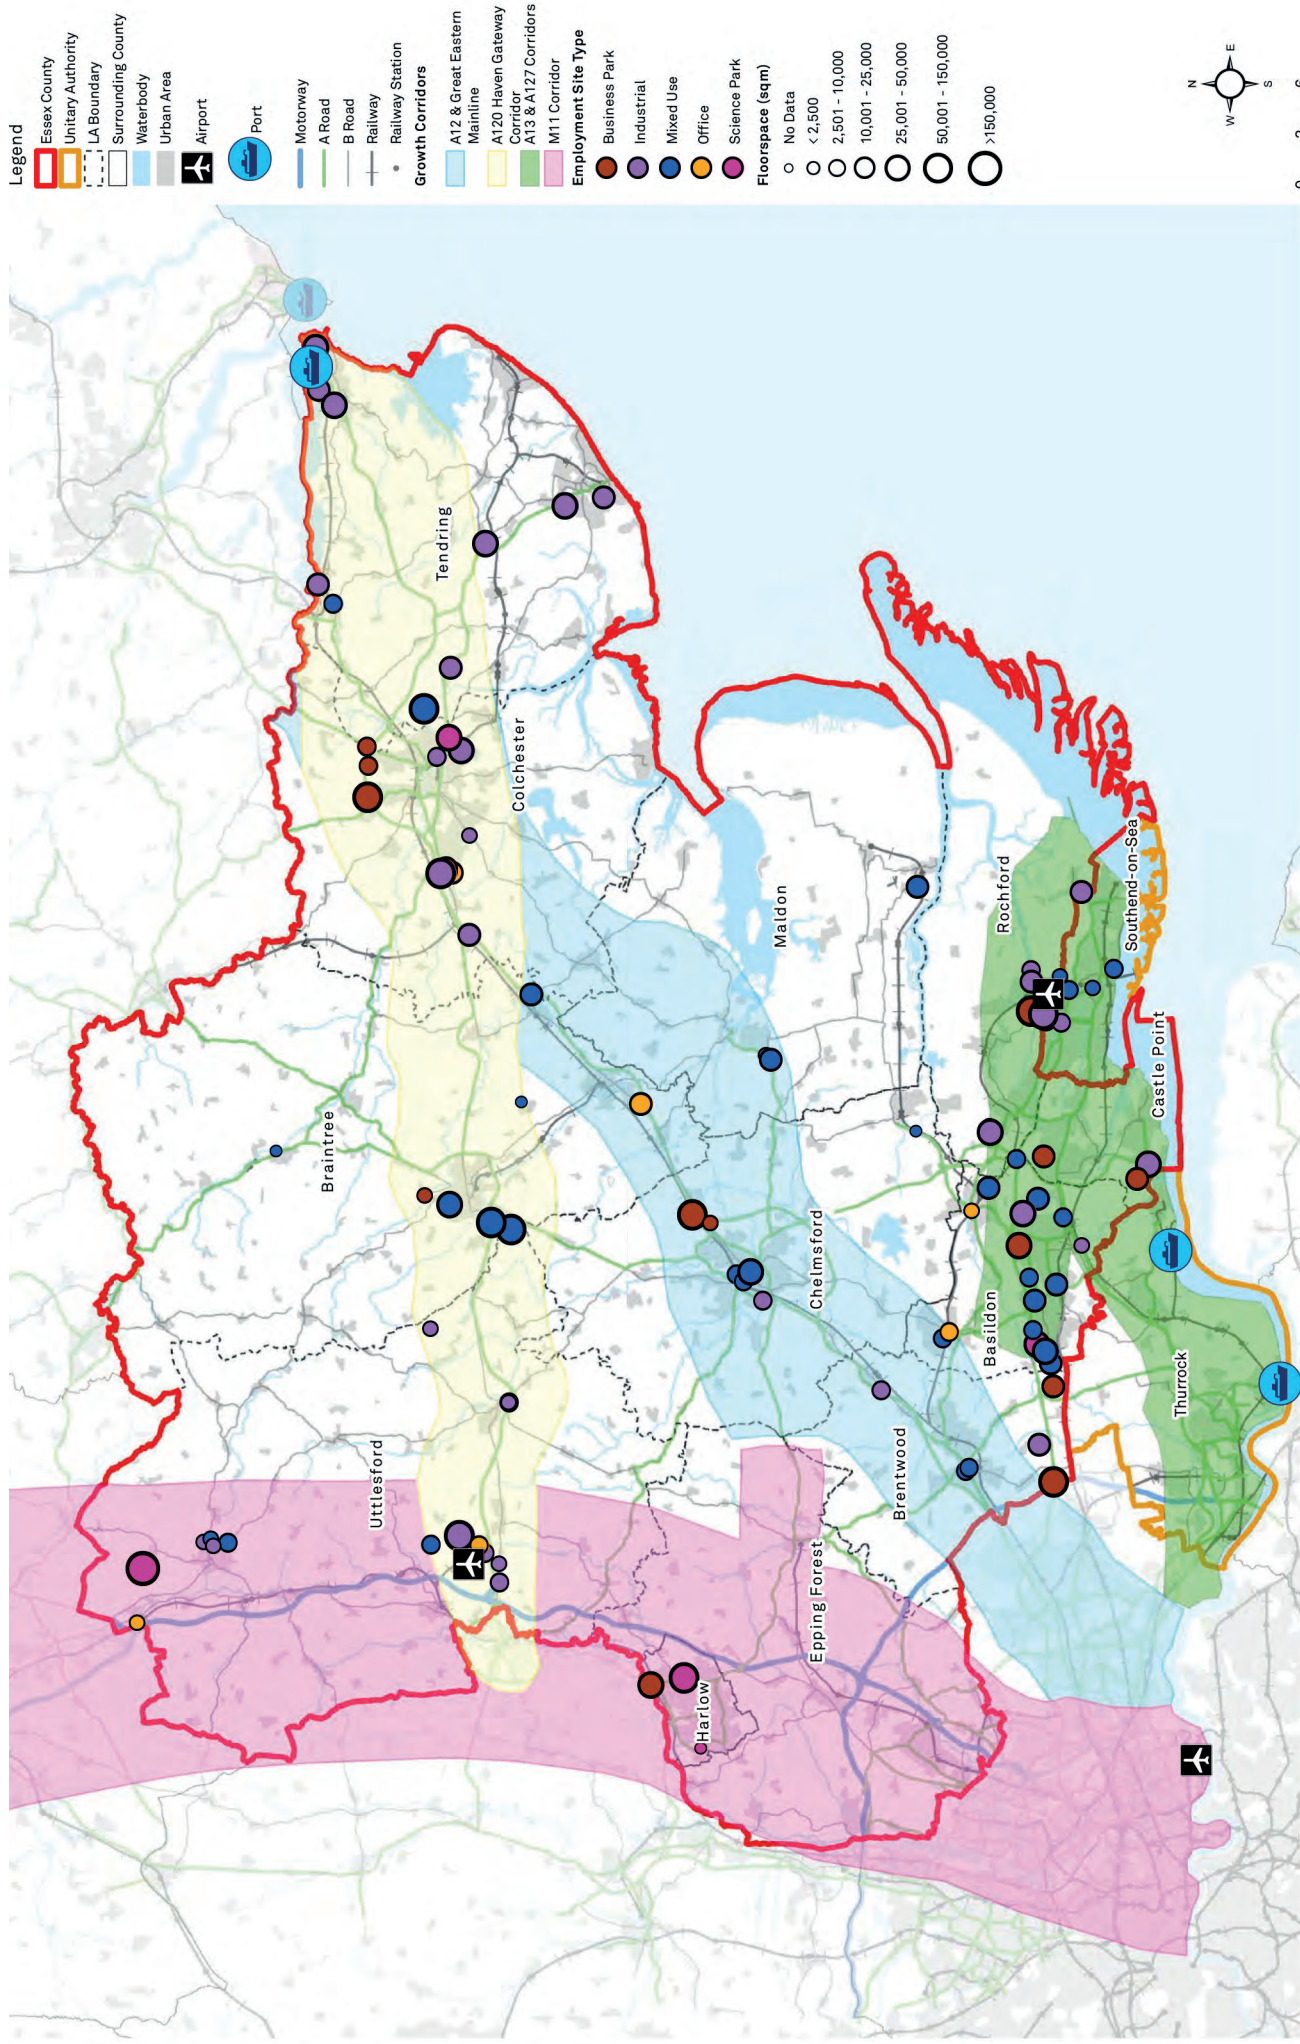 Legend
Essex County
Unitary Authority
LA Boundary
Surrounding County
Waterbody
Urban Area
Airport
Port
Motorway
A Road
B Road
Railway
Railway Station
Growth Corridors
A12 & Great Eastern
Mainline
A120 Haven Gateway
Corridor
A13 & A127 Corridors
M11 Corridor
Employment Site Type
Business Park
Industrial
Mixed Use
Office
Science Park
Floorspace (sqm)
No Data
< 2,500
2,501 - 10,000
10,001 - 25,000
25,001 - 50,000
50,001 - 150,000
>150,000
N
E
S
W
Tendring
Colchester
Braintree
Uttlesford
Maldon
Rochford
Southend-on-Sea
Castle Point
Chelmsford
Basildon
Thurrock
Brentwood
Epping Forest
Harlow